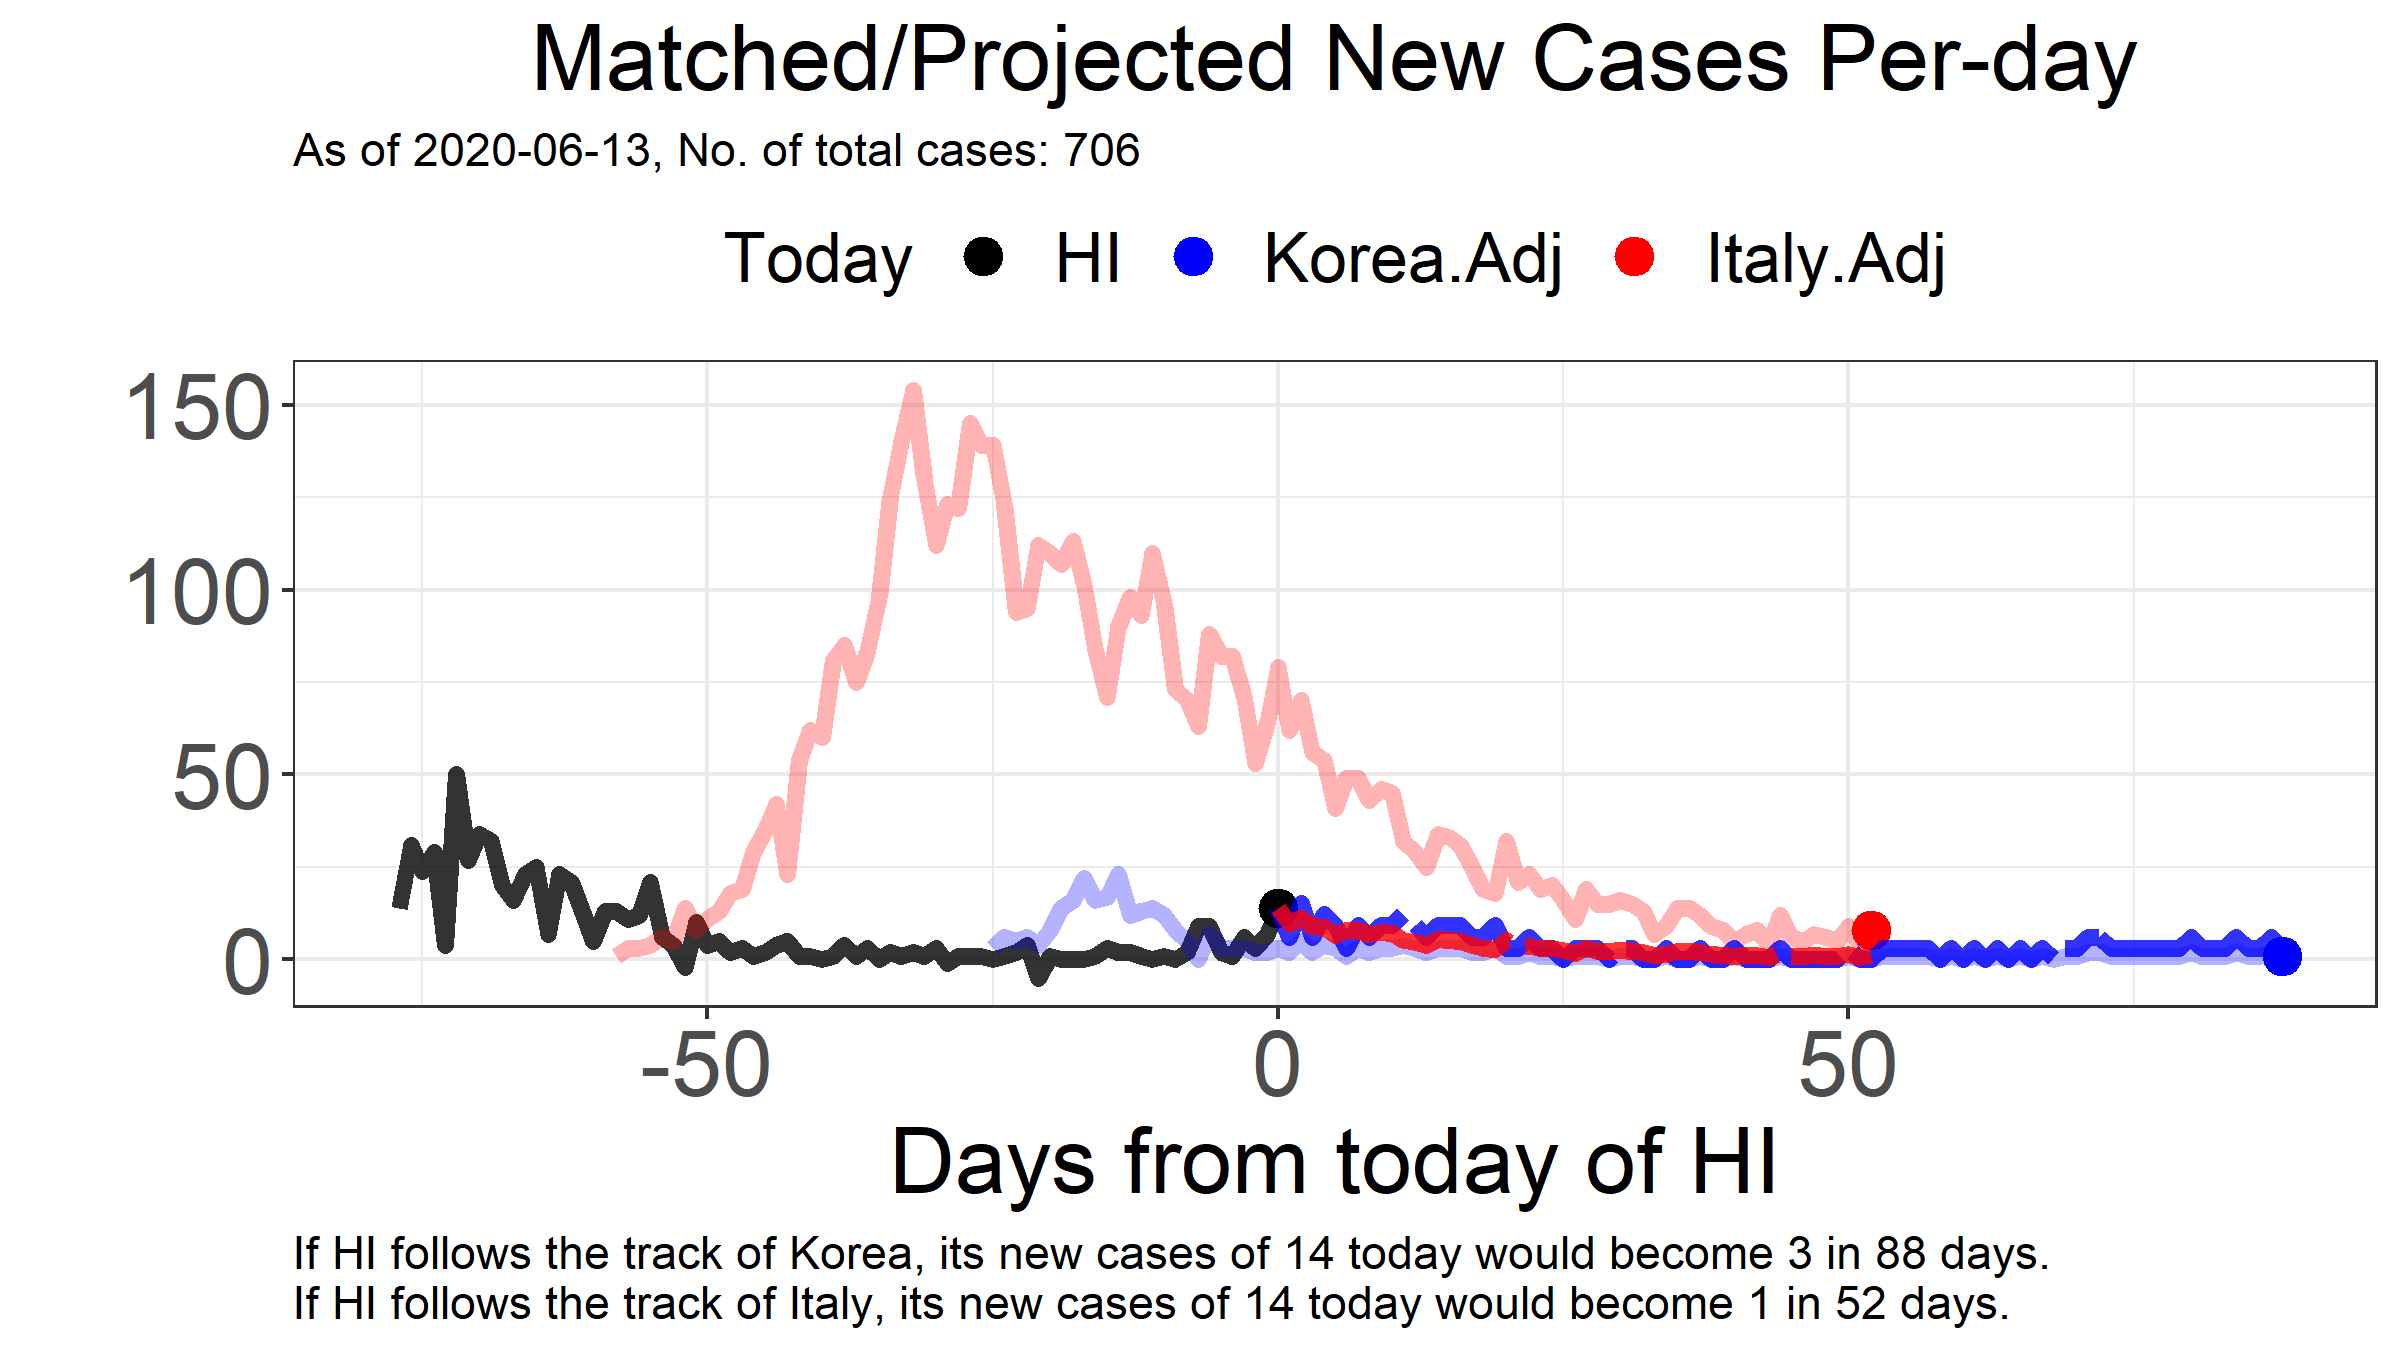 Matched/Projected New Cases Per-day
As of 2020-06-13, No. of total cases: 706
Today HI Korea.Adj Italy.Adj
150
100
50
0
-50 0 50
Days from today of HI
If HI follows the track of Korea, its new cases of 14 today would become 3 in 88 days.
If HI follows the track of Italy, its new cases of 14 today would become 1 in 52 days.